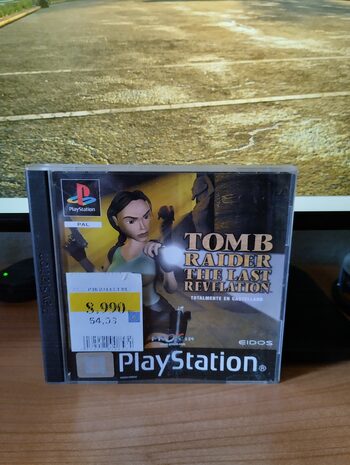 PlayStation
PAL
TOMB
RAIDER
THE LAST
REVELATION
TOTALMENTE EN CASTELLANO
8,990
EIDOS
PlayStation